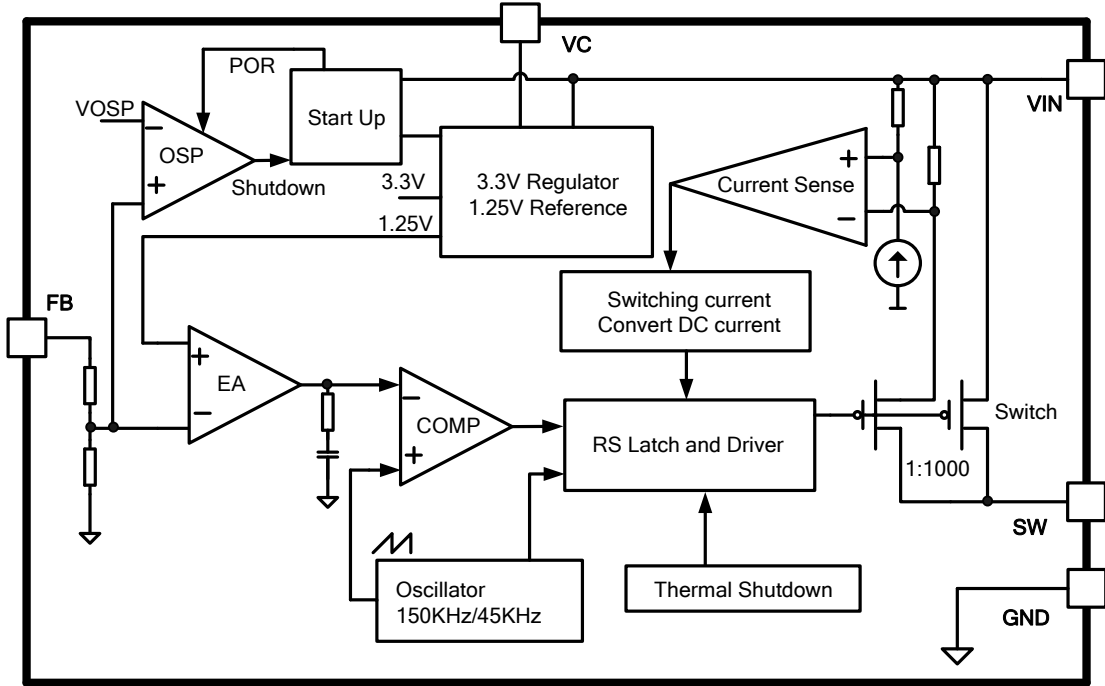 VC
POR
VIN
VOSP
Start Up
OSP
Shutdown
3.3V
1.25V
3.3V Regulator
1.25V Reference
Current Sense
FB
Switching current
Convert DC current
EA
COMP
RS Latch and Driver
Switch
1:1000
SW
Oscillator
150KHz/45KHz
Thermal Shutdown
GND